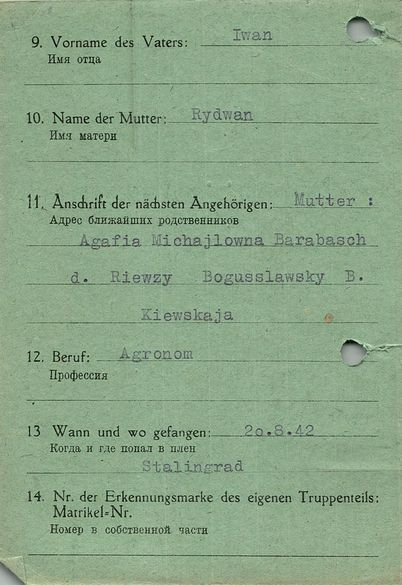 9. Vorname des Vaters: Iwan
Имя отца
10. Name der Mutter: Rydwan
Имя матери
11. Anschrift der nächsten Angehörigen: Mutter :
Адрес ближайших родственников
Agafia Michajlowna Barabasch
d. Riewzy Bogusslawsky B.
Kiewskaja
12. Beruf: Agronom
Профессия
13 Wann und wo gefangen: 2o.8.42
Когда и где попал в плен
Stalingrad
14. Nr. der Erkennungsmarke des eigenen Truppenteils:
Matrikel-Nr.
Номер в собственной части